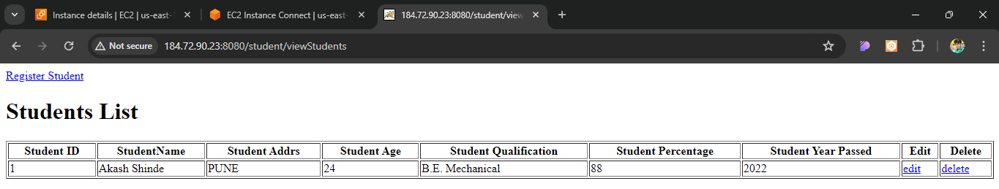 Instance details | EC2 | us-east-1
EC2 Instance Connect | us-east-
184.72.90.23:8080/student/view
Not secure
184.72.90.23:8080/student/viewStudents
Register Student
Students List
Student ID StudentName Student Addrs Student Age Student Qualification Student Percentage Student Year Passed Edit Delete
1 Akash Shinde PUNE 24 B.E. Mechanical 88 2022 edit delete